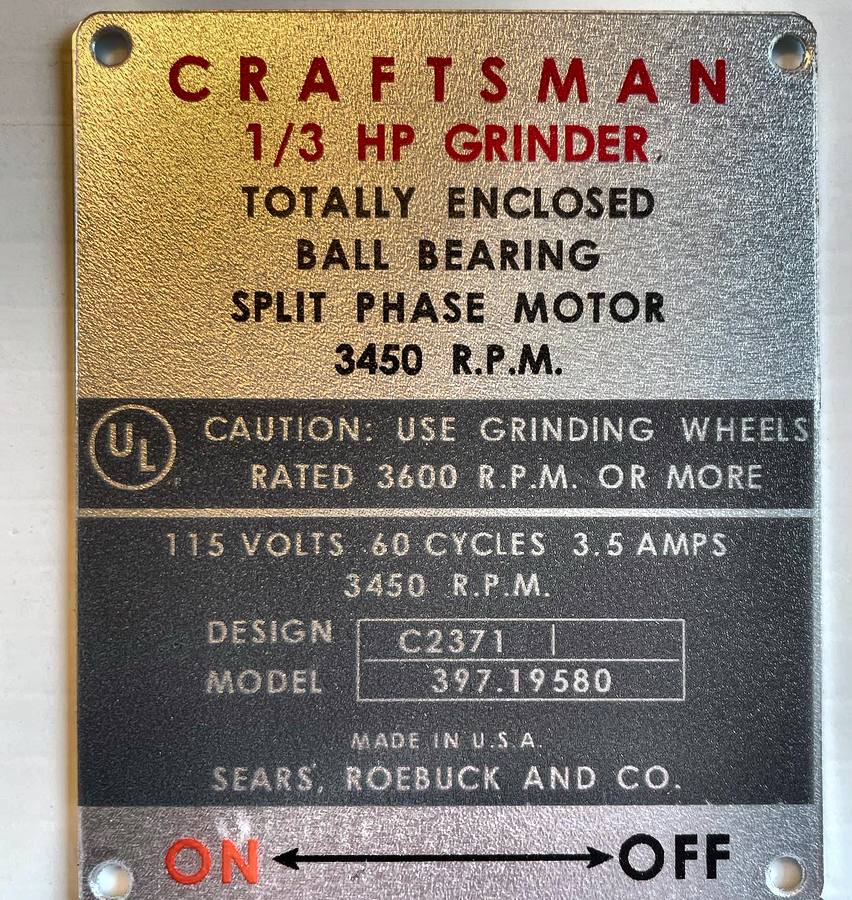 CRAFTSMAN
1/3 HP GRINDER
TOTALLY ENCLOSED
BALL BEARING
SPLIT PHASE MOTOR
3450 R.P.M.
UL
CAUTION: USE GRINDING WHEELS
RATED 3600 R.P.M. OR MORE
115 VOLTS 60 CYCLES 3.5 AMPS
3450 R.P.M.
DESIGN C2371 |
MODEL 397.19580
MADE IN U.S.A.
SEARS, ROEBUCK AND CO.
ON OFF